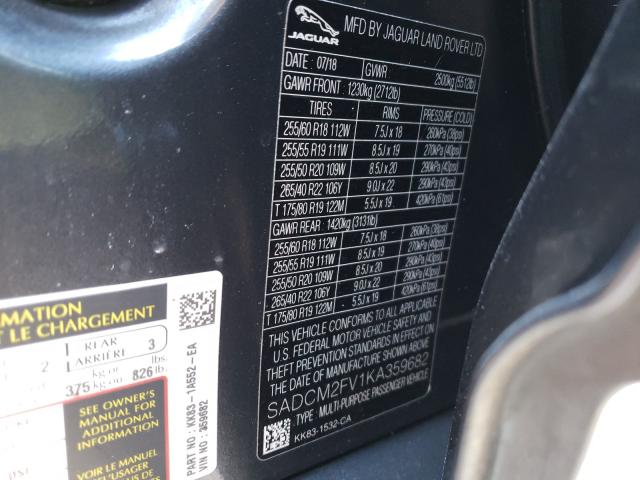 JAGUAR
MFD BY JAGUAR LAND ROVER LTD
DATE : 07/18 GVWR 2500kg (5512lb)
GAWR FRONT : 1230kg (2712lb)
TIRES RIMS PRESSURE (COLD)
255/60 R18 112W 7.5J x 18 260kPa (38psi)
255/55 R19 111W 8.5J x 19 270kPa (40psi)
255/50 R20 109W 8.5J x 20 290kPa (43psi)
265/40 R22 106Y 9.0J x 22 290kPa (43psi)
T 175/80 R19 122M 5.5J x 19 420kPa (61psi)
GAWR REAR : 1420kg (3131lb)
255/60 R18 112W 7.5J x 18 260kPa (38psi)
255/55 R19 111W 8.5J x 19 270kPa (40psi)
255/50 R20 109W 8.5J x 20 290kPa (43psi)
265/40 R22 106Y 9.0J x 22 290kPa (43psi)
T 175/80 R19 122M 5.5J x 19 420kPa (61psi)
THIS VEHICLE CONFORMS TO ALL APPLICABLE
U.S. FEDERAL MOTOR VEHICLE SAFETY AND
THEFT PREVENTION STANDARDS IN EFFECT ON
THE DATE OF MANUFACTURE SHOWN ABOVE
SADCM2FV1KA359682
TYPE : MULTI-PURPOSE PASSENGER VEHICLE
KK83-1532-CA
RMATION
ET LE CHARGEMENT
2 REAR ARRIÈRE 3
375 kg or 826 lbs.
SEE OWNER'S
MANUAL FOR
ADDITIONAL
INFORMATION
VOIR LE MANUEL
D'USAGER
PART NO : KK83-1A552-EA
VIN NO : 359682